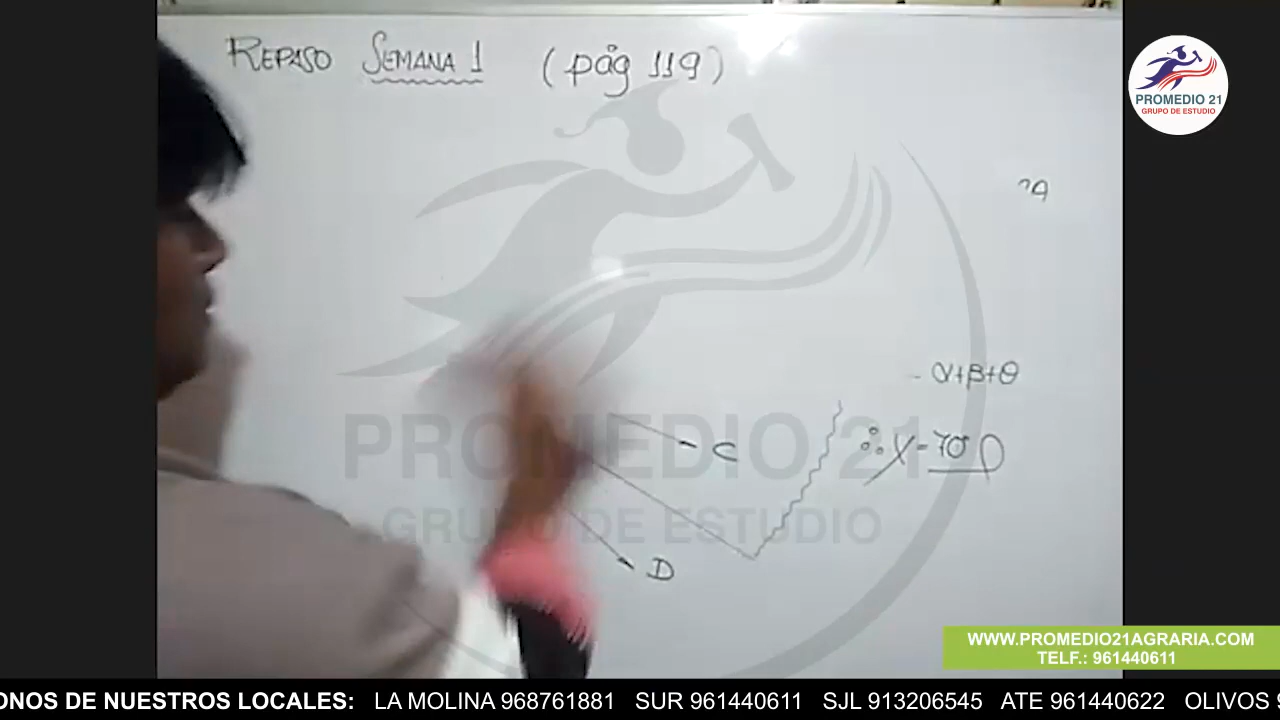 REPASO SEMANA 1 (pág 119)
PROMEDIO 21
GRUPO DE ESTUDIO
α+β+θ
C
∴ X = 70°
PROMEDIO 21
GRUPO DE ESTUDIO
D
WWW.PROMEDIO21AGRARIA.COM
TELF.: 961440611
ONOS DE NUESTROS LOCALES: LA MOLINA 968761881 SUR 961440611 SJL 913206545 ATE 961440622 OLIVOS S